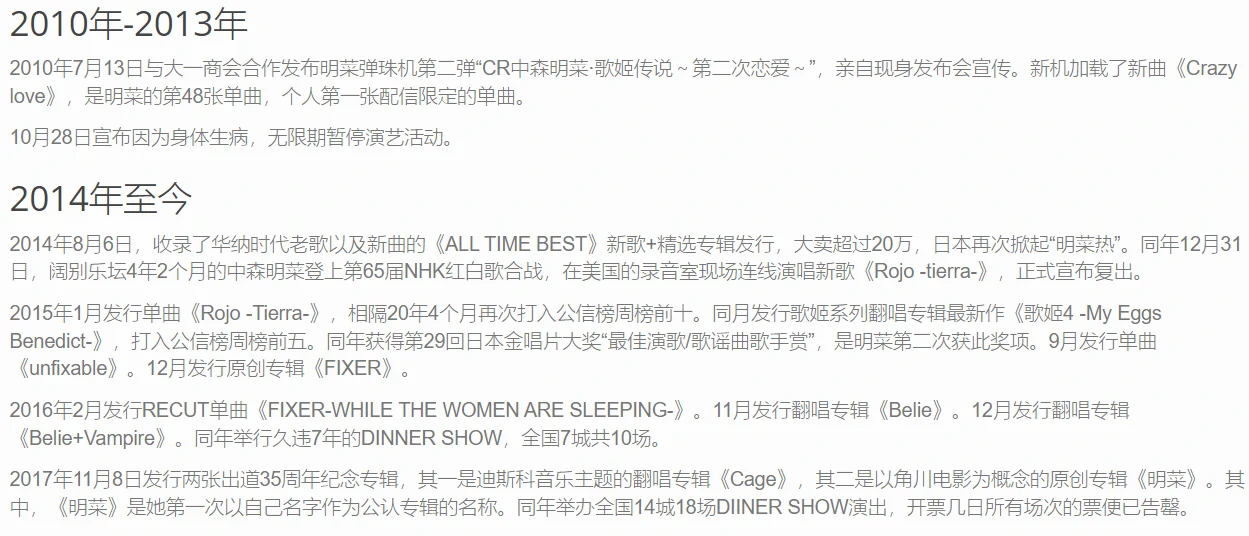 2010年-2013年
2010年7月13日与大一商会合作发布明菜弹珠机第二弹“CR中森明菜·歌姬传说～第二次恋爱～”，亲自现身发布会宣传。新机加载了新曲《Crazy
love》，是明菜的第48张单曲，个人第一张配信限定的单曲。
10月28日宣布因为身体生病，无限期暂停演艺活动。
2014年至今
2014年8月6日，收录了华纳时代老歌以及新曲的《ALL TIME BEST》新歌+精选专辑发行，大卖超过20万，日本再次掀起“明菜热”。同年12月31
日，阔别乐坛4年2个月的中森明菜登上第65届NHK红白歌合战，在美国的录音室现场连线演唱新歌《Rojo -tierra-》，正式宣布复出。
2015年1月发行单曲《Rojo -Tierra-》，相隔20年4个月再次打入公信榜周榜前十。同月发行歌姬系列翻唱专辑最新作《歌姬4 -My Eggs
Benedict-》，打入公信榜周榜前五。同年获得第29回日本金唱片大奖“最佳演歌/歌谣曲歌手赏”，是明菜第二次获此奖项。9月发行单曲
《unfixable》。12月发行原创专辑《FIXER》。
2016年2月发行RECUT单曲《FIXER-WHILE THE WOMEN ARE SLEEPING-》。11月发行翻唱专辑《Belie》。12月发行翻唱专辑
《Belie+Vampire》。同年举行久违7年的DINNER SHOW，全国7城共10场。
2017年11月8日发行两张出道35周年纪念专辑，其一是迪斯科音乐主题的翻唱专辑《Cage》，其二是以角川电影为概念的原创专辑《明菜》。其
中，《明菜》是她第一次以自己名字作为公认专辑的名称。同年举办全国14城18场DIINER SHOW演出，开票几日所有场次的票便已告罄。